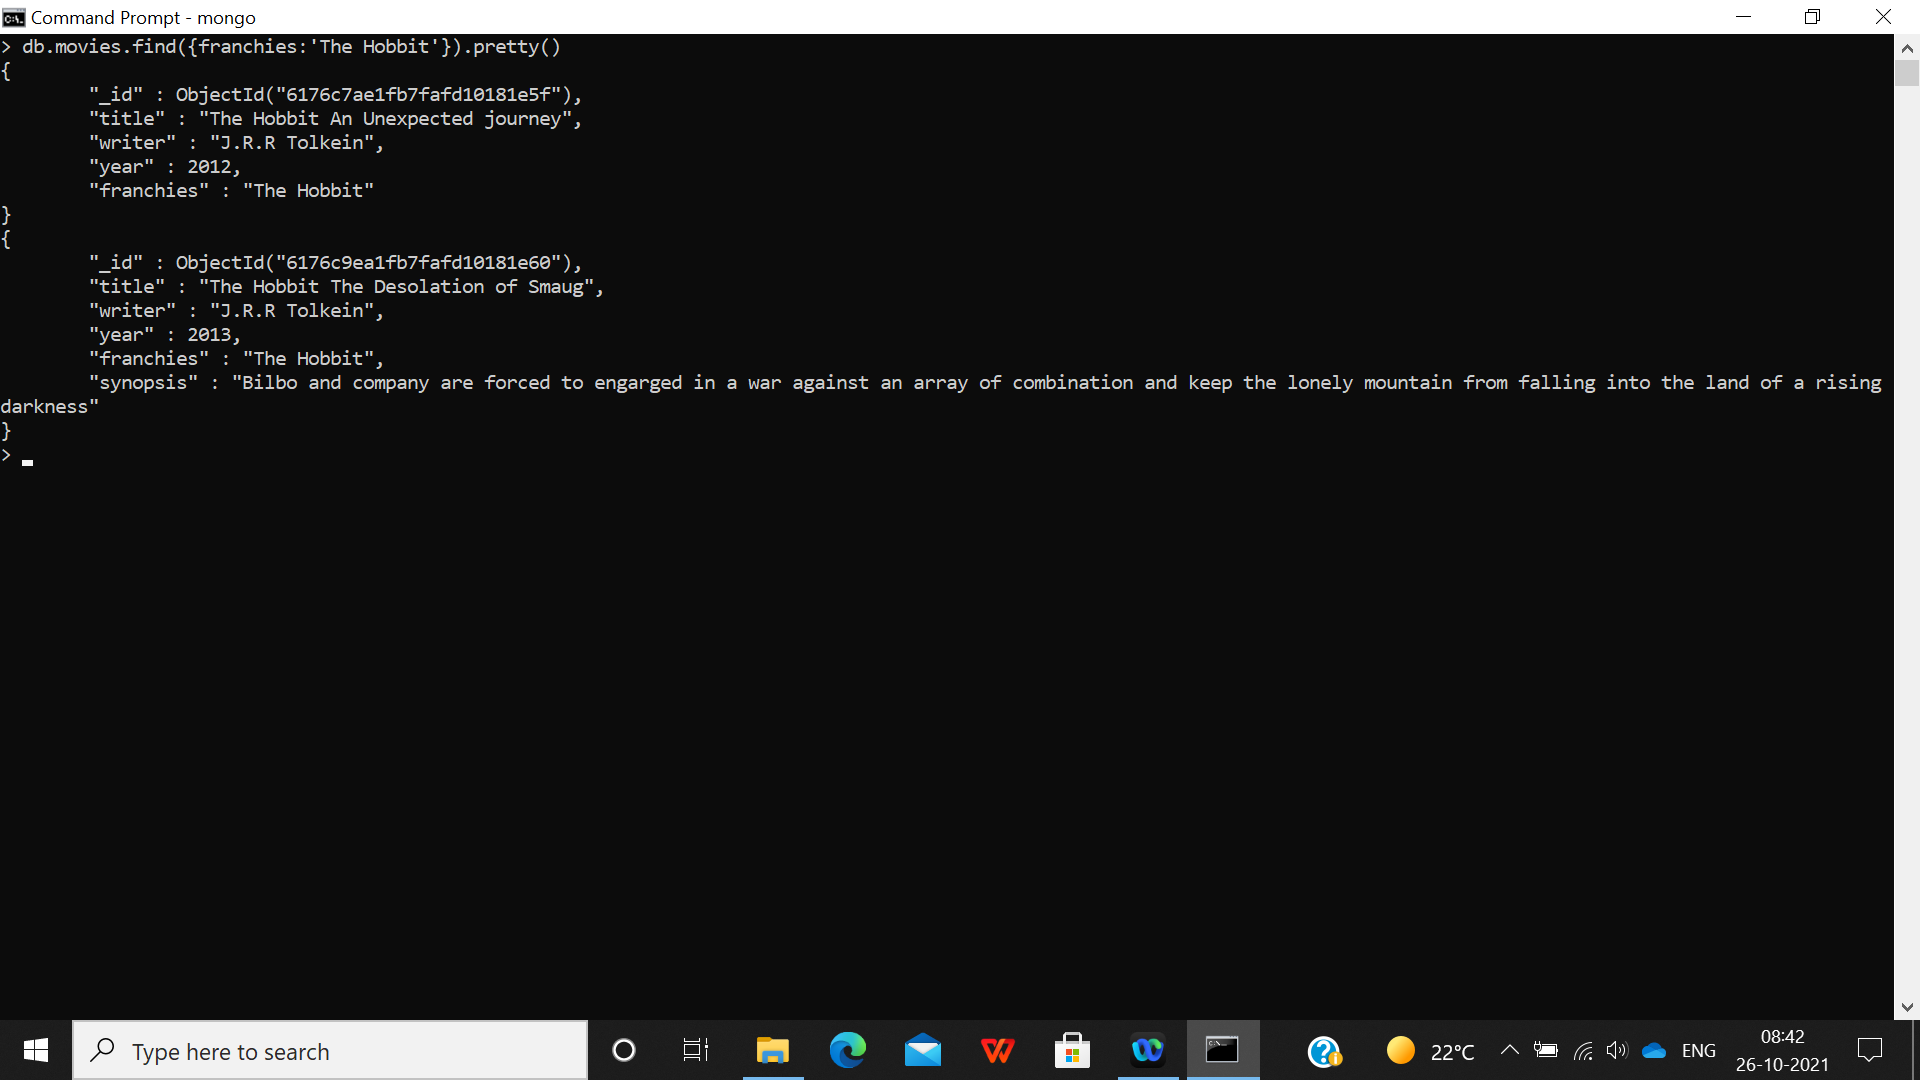 Command Prompt - mongo
> db.movies.find({franchies:'The Hobbit'}).pretty()
{
"_id" : ObjectId("6176c7ae1fb7fafd10181e5f"),
"title" : "The Hobbit An Unexpected journey",
"writer" : "J.R.R Tolkein",
"year" : 2012,
"franchies" : "The Hobbit"
}
{
"_id" : ObjectId("6176c9ea1fb7fafd10181e60"),
"title" : "The Hobbit The Desolation of Smaug",
"writer" : "J.R.R Tolkein",
"year" : 2013,
"franchies" : "The Hobbit",
"synopsis" : "Bilbo and company are forced to engarged in a war against an array of combination and keep the lonely mountain from falling into the land of a rising
darkness"
}
>
Type here to search
22°C
ENG
08:42
26-10-2021